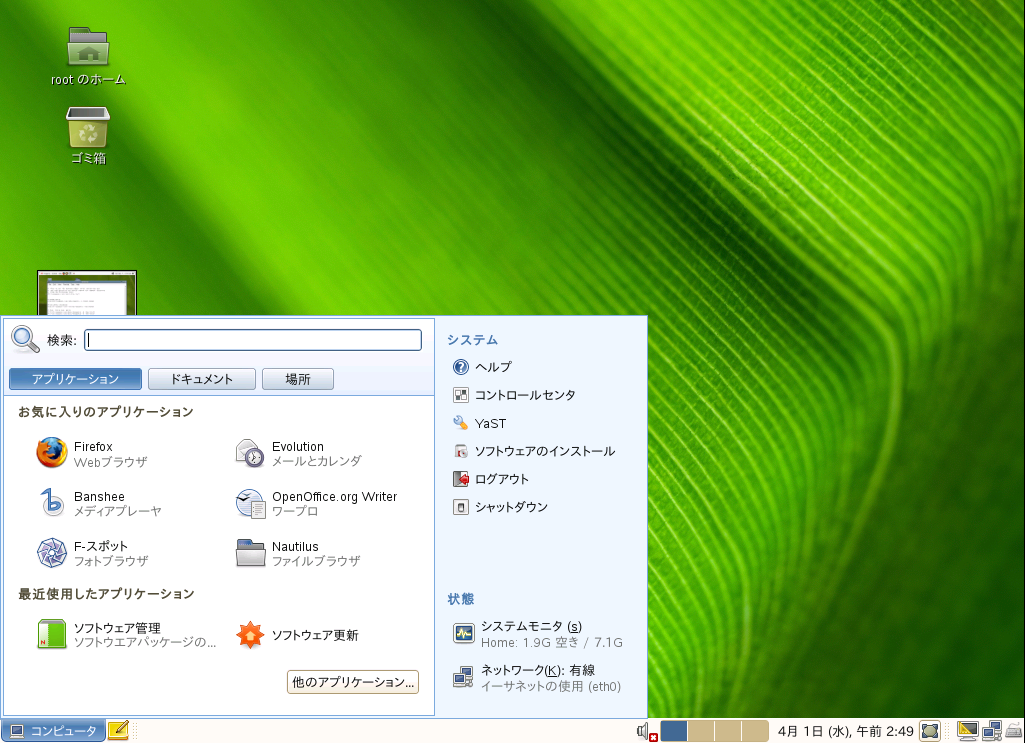 root のホーム
ゴミ箱
検索:
アプリケーション
ドキュメント
場所
お気に入りのアプリケーション
Firefox
Webブラウザ
Evolution
メールとカレンダ
Banshee
メディアプレーヤ
OpenOffice.org Writer
ワープロ
F-スポット
フォトブラウザ
Nautilus
ファイルブラウザ
最近使用したアプリケーション
ソフトウェア管理
ソフトウエアパッケージの...
ソフトウェア更新
他のアプリケーション...
システム
ヘルプ
コントロールセンタ
YaST
ソフトウェアのインストール
ログアウト
シャットダウン
状態
システムモニタ (s)
Home: 1.9G 空き / 7.1G
ネットワーク(K): 有線
イーサネットの使用 (eth0)
コンピュータ
4月 1日 (水), 午前 2:49